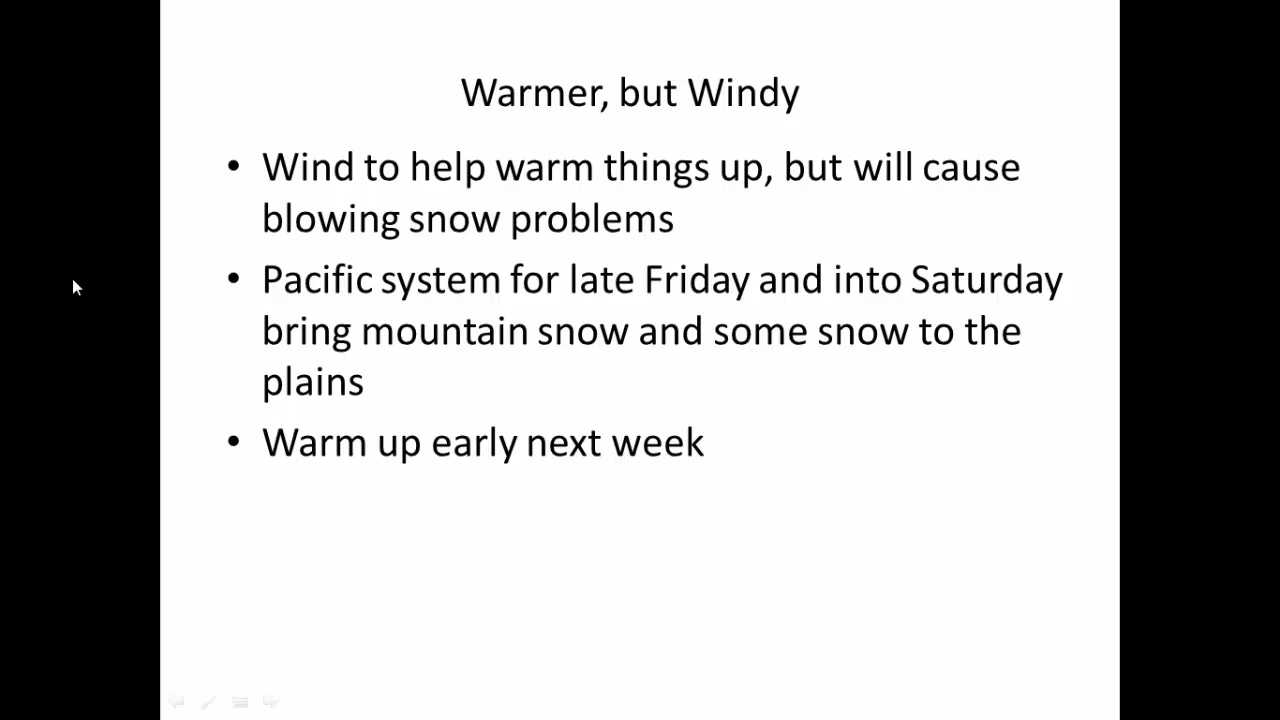 Warmer, but Windy
• Wind to help warm things up, but will cause
blowing snow problems
• Pacific system for late Friday and into Saturday
bring mountain snow and some snow to the
plains
• Warm up early next week